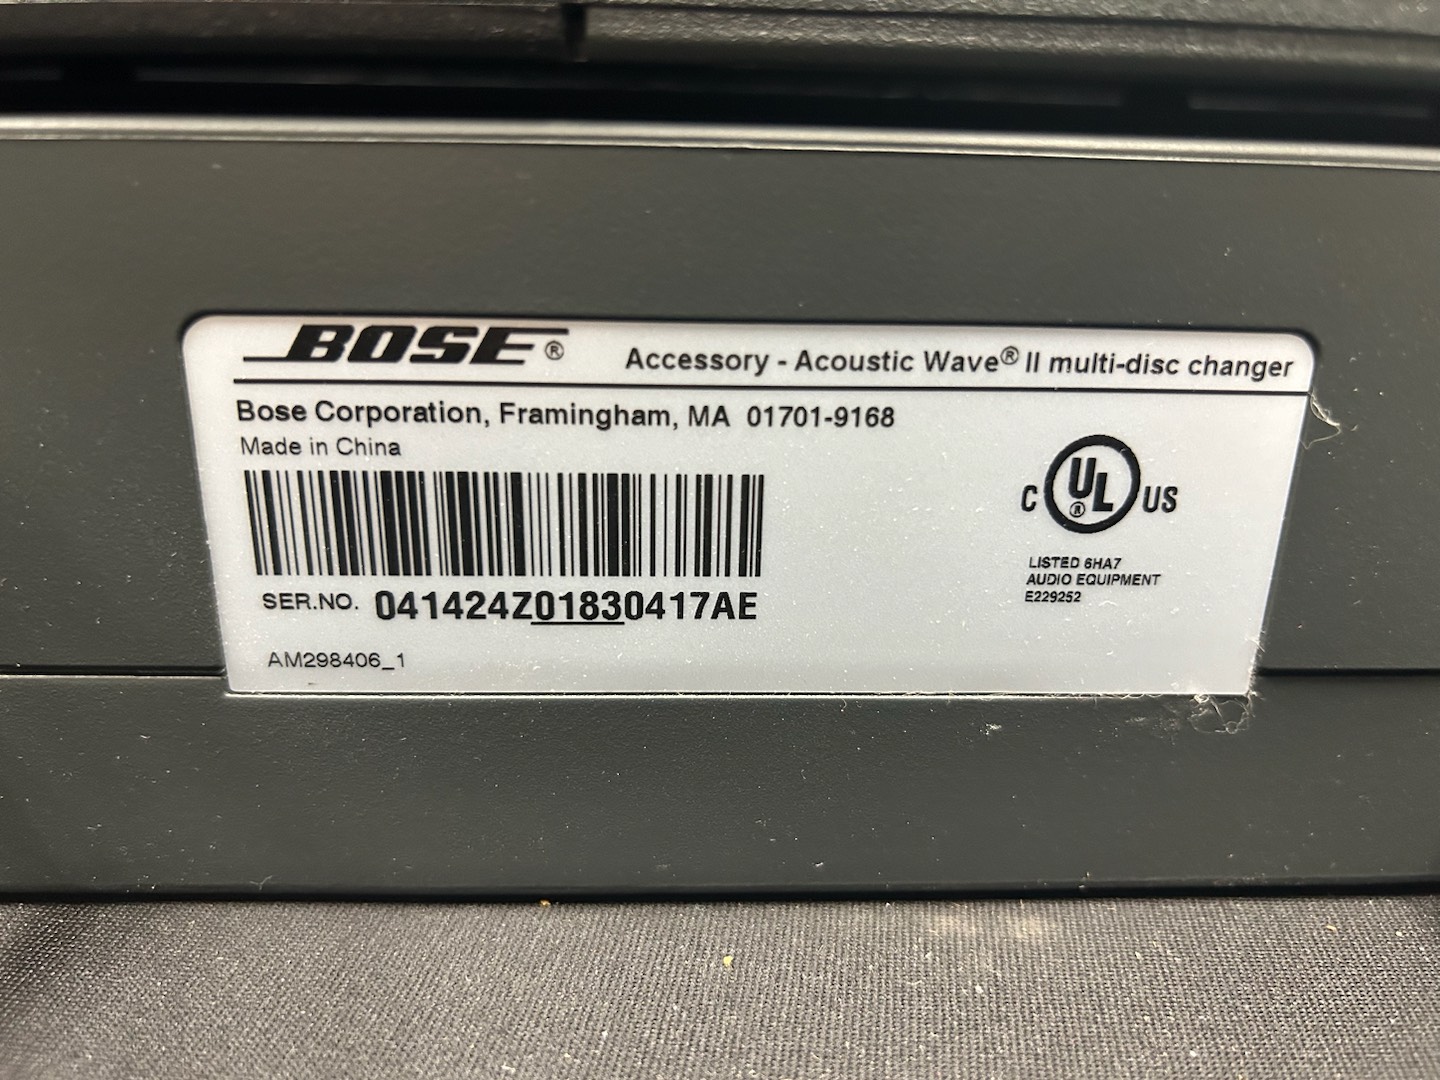 BOSE® Accessory - Acoustic Wave® II multi-disc changer
Bose Corporation, Framingham, MA 01701-9168
Made in China
C UL® US
LISTED 6HA7
AUDIO EQUIPMENT
E229252
SER.NO. 041424Z01830417AE
AM298406_1